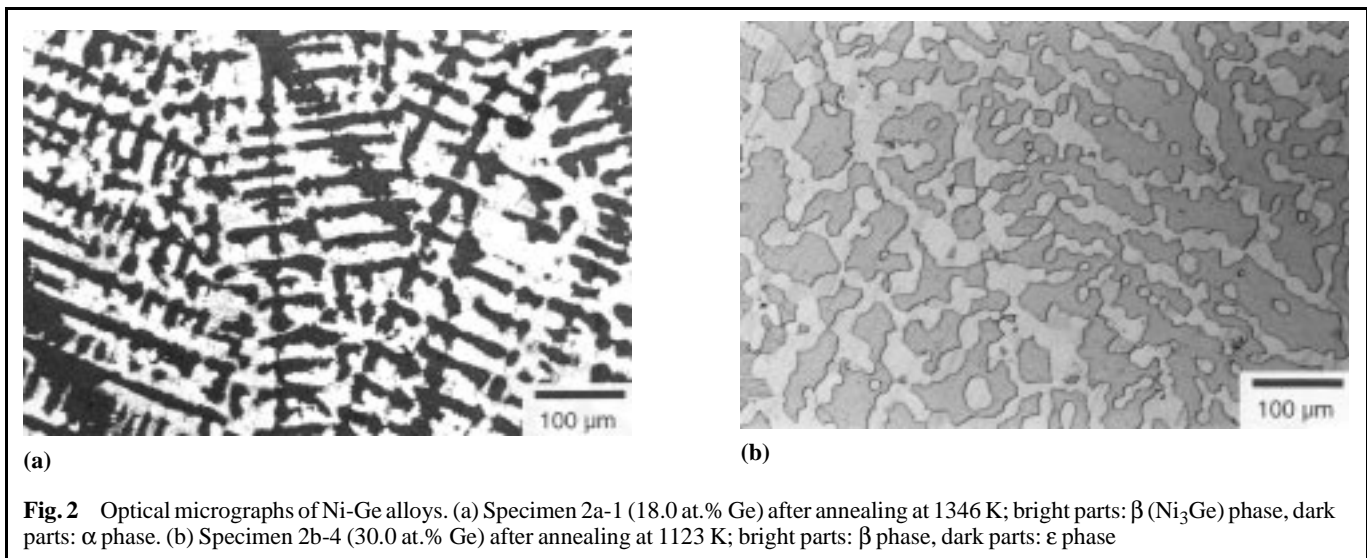 100 µm
100 µm
(a)
(b)
Fig. 2 Optical micrographs of Ni-Ge alloys. (a) Specimen 2a-1 (18.0 at.% Ge) after annealing at 1346 K; bright parts: β (Ni₃Ge) phase, dark
parts: α phase. (b) Specimen 2b-4 (30.0 at.% Ge) after annealing at 1123 K; bright parts: β phase, dark parts: ε phase